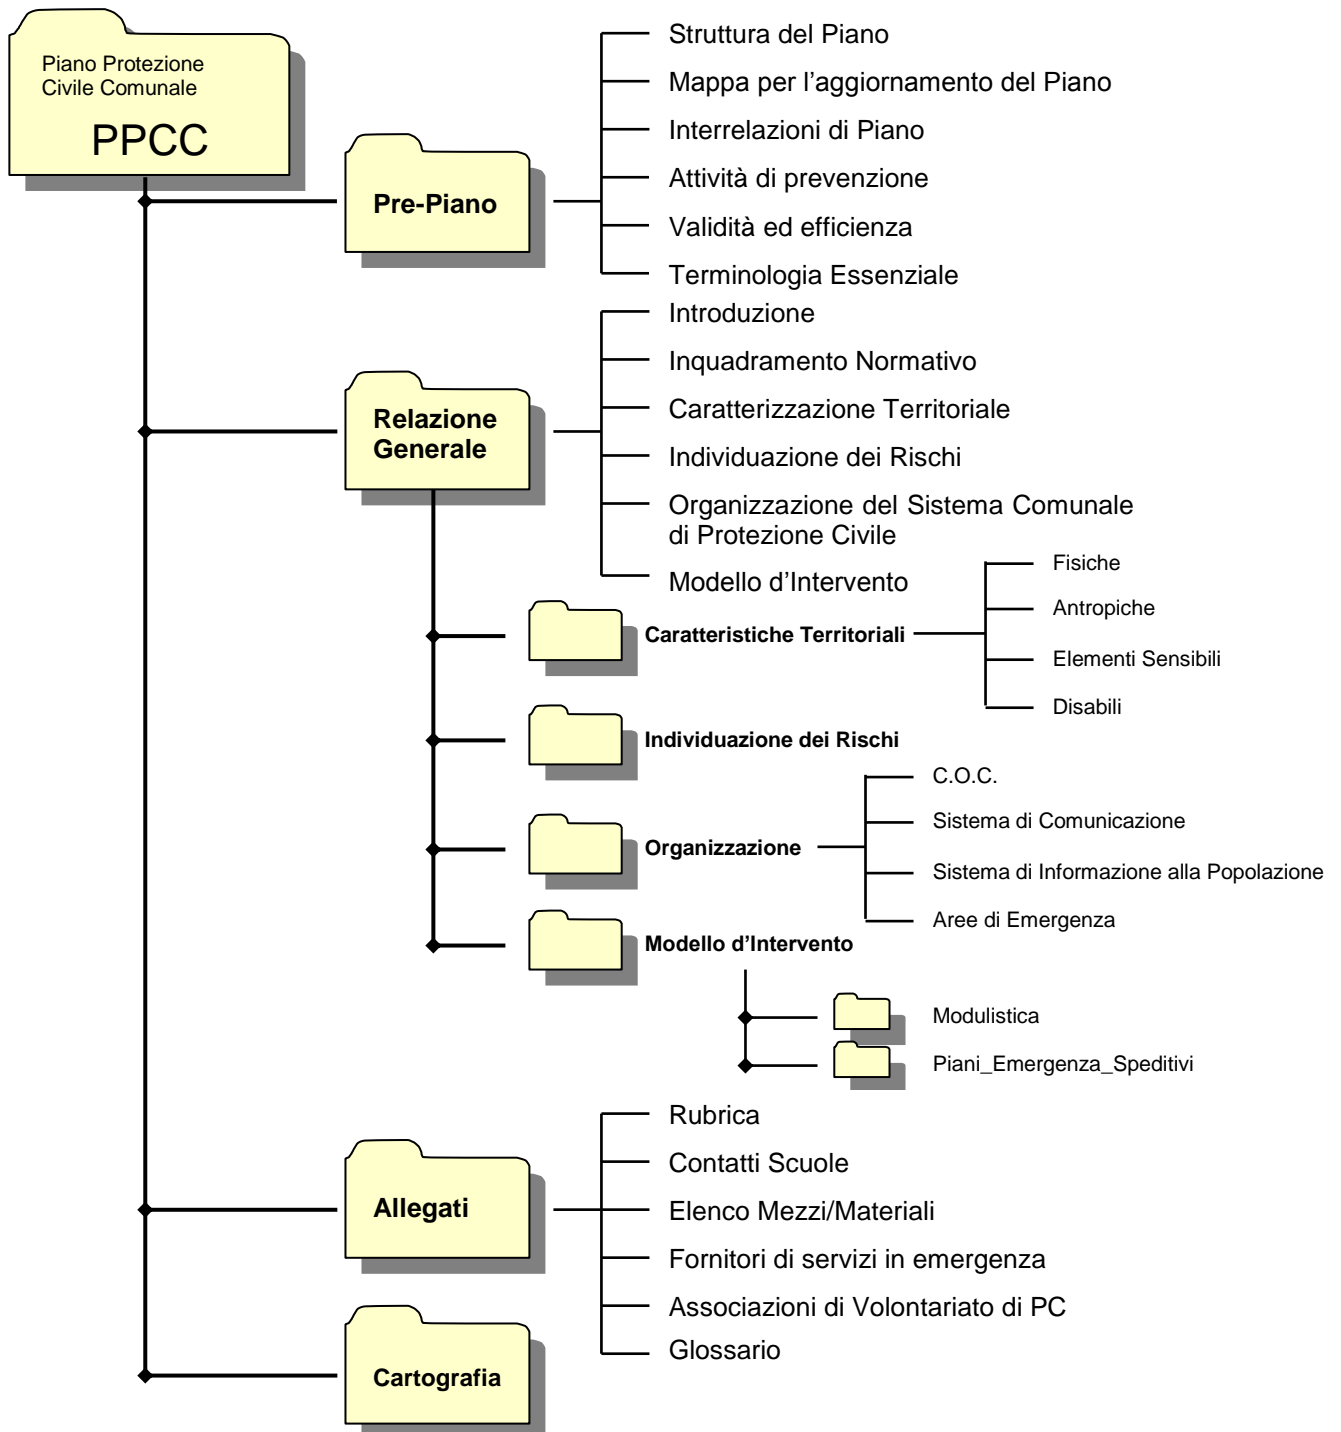 Piano Protezione
Civile Comunale
PPCC
Pre-Piano
Struttura del Piano
Mappa per l'aggiornamento del Piano
Interrelazioni di Piano
Attività di prevenzione
Validità ed efficienza
Terminologia Essenziale
Relazione
Generale
Introduzione
Inquadramento Normativo
Caratterizzazione Territoriale
Individuazione dei Rischi
Organizzazione del Sistema Comunale
di Protezione Civile
Modello d'Intervento
Caratteristiche Territoriali
Fisiche
Antropiche
Elementi Sensibili
Disabili
Individuazione dei Rischi
Organizzazione
C.O.C.
Sistema di Comunicazione
Sistema di Informazione alla Popolazione
Aree di Emergenza
Modello d'Intervento
Modulistica
Piani_Emergenza_Speditivi
Allegati
Rubrica
Contatti Scuole
Elenco Mezzi/Materiali
Fornitori di servizi in emergenza
Associazioni di Volontariato di PC
Glossario
Cartografia